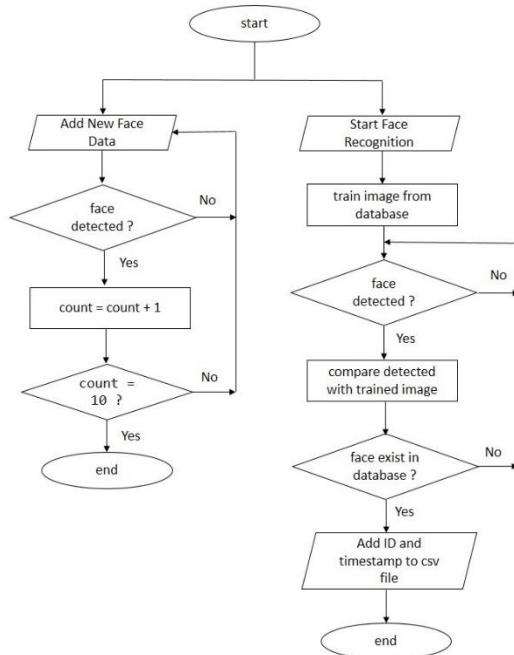 start
Add New Face
Data
face
detected ?
No
Yes
count = count + 1
count =
10 ?
No
Yes
end
Start Face
Recognition
train image from
database
face
detected ?
No
Yes
compare detected
with trained image
face exist in
database ?
No
Yes
Add ID and
timestamp to csv
file
end